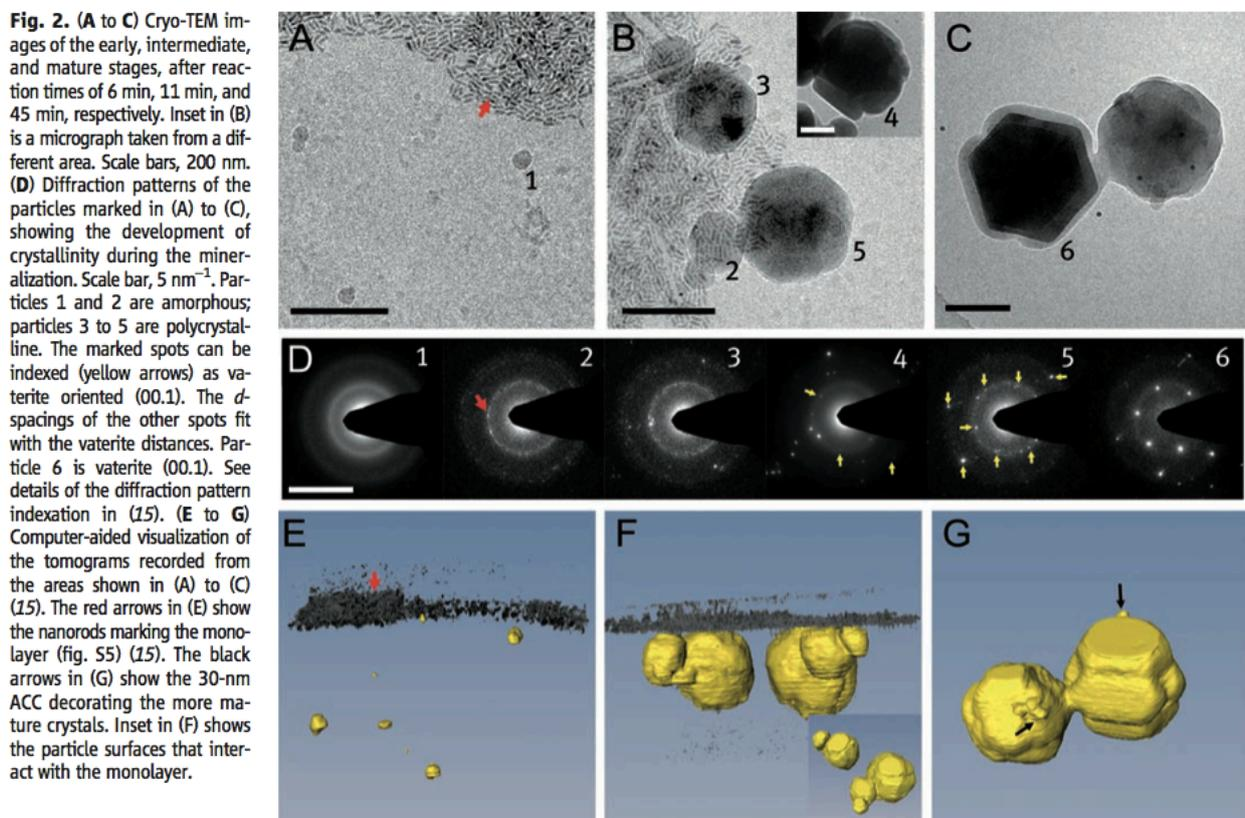 Fig. 2. (A to C) Cryo-TEM im-
ages of the early, intermediate,
and mature stages, after reac-
tion times of 6 min, 11 min, and
45 min, respectively. Inset in (B)
is a micrograph taken from a dif-
ferent area. Scale bars, 200 nm.
(D) Diffraction patterns of the
particles marked in (A) to (C),
showing the development of
crystallinity during the miner-
alization. Scale bar, 5 nm⁻¹. Par-
ticles 1 and 2 are amorphous;
particles 3 to 5 are polycrystal-
line. The marked spots can be
indexed (yellow arrows) as va-
terite oriented (00.1). The d-
spacings of the other spots fit
with the vaterite distances. Par-
ticle 6 is vaterite (00.1). See
details of the diffraction pattern
indexation in (15). (E to G)
Computer-aided visualization of
the tomograms recorded from
the areas shown in (A) to (C)
(15). The red arrows in (E) show
the nanorods marking the mono-
layer (fig. S5) (15). The black
arrows in (G) show the 30-nm
ACC decorating the more ma-
ture crystals. Inset in (F) shows
the particle surfaces that inter-
act with the monolayer.
A
1
B
3
4
2
5
C
6
D
1
2
3
4
5
6
E
F
G